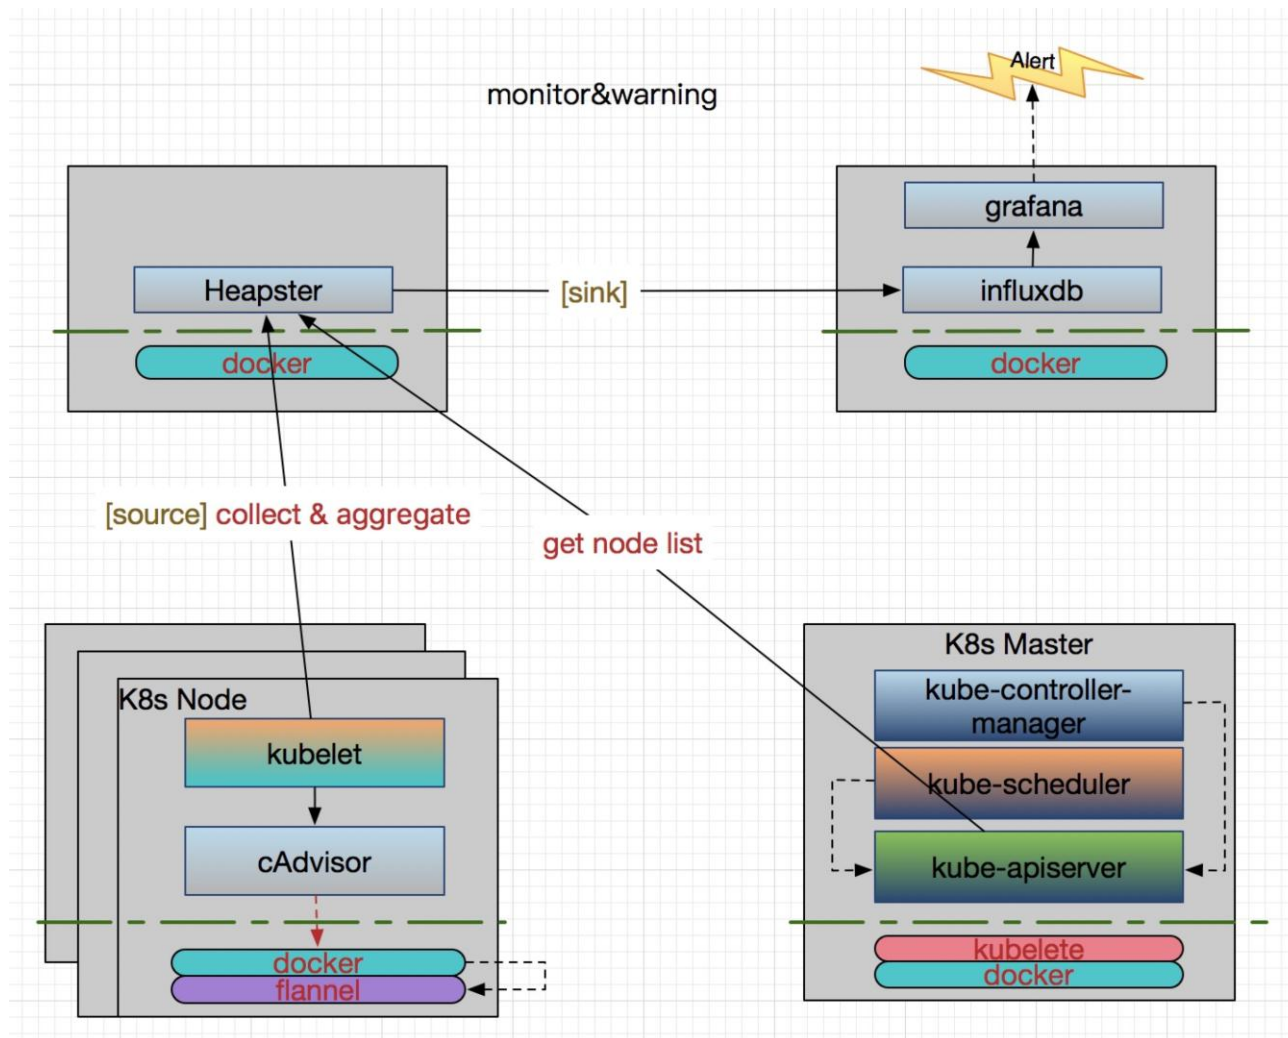 Alert
monitor&warning
grafana
Heapster
[sink]
influxdb
docker
docker
[source] collect & aggregate
get node list
K8s Master
K8s Node
kube-controller-
manager
kubelet
kube-scheduler
cAdvisor
kube-apiserver
kubelete
docker
docker
flannel